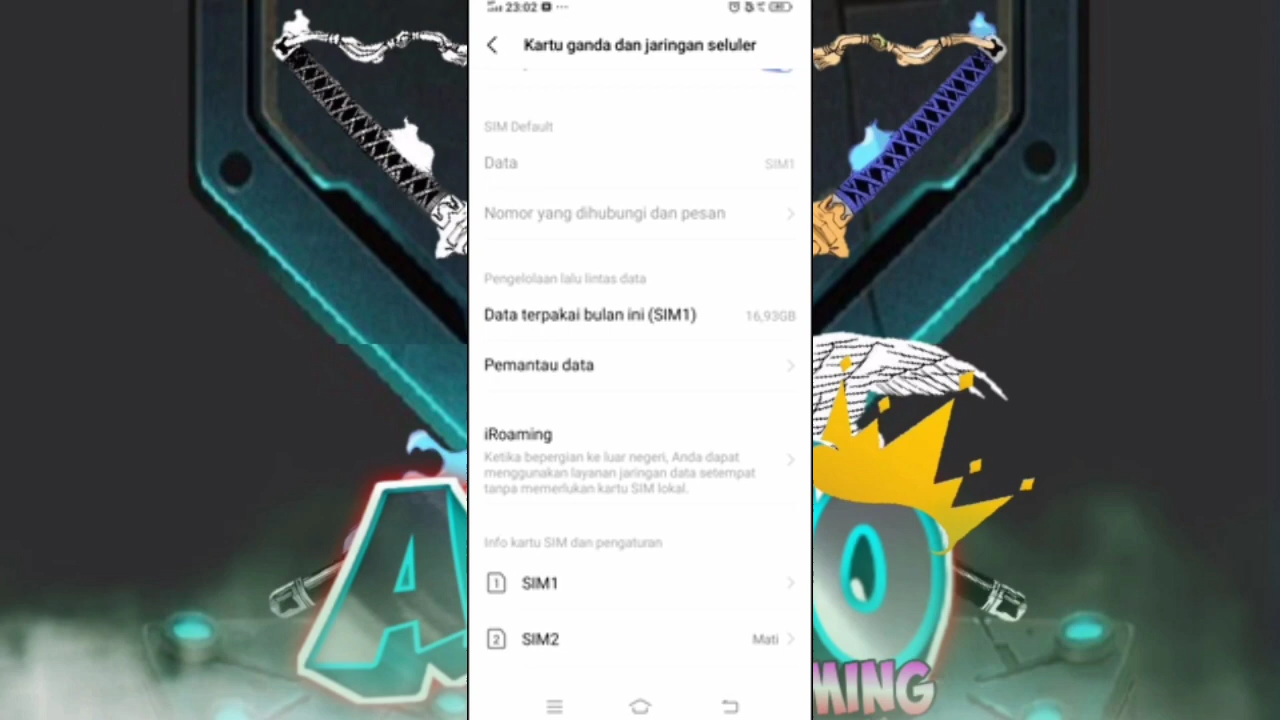 23:02
Kartu ganda dan jaringan seluler
SIM Default
Data SIM1
Nomor yang dihubungi dan pesan
Pengelolaan lalu lintas data
Data terpakai bulan ini (SIM1) 16,93GB
Pemantau data
iRoaming
Ketika bepergian ke luar negeri, Anda dapat
menggunakan layanan jaringan data setempat
tanpa memerlukan kartu SIM lokal.
Info kartu SIM dan pengaturan
1 SIM1
2 SIM2 Mati
A
O
MING